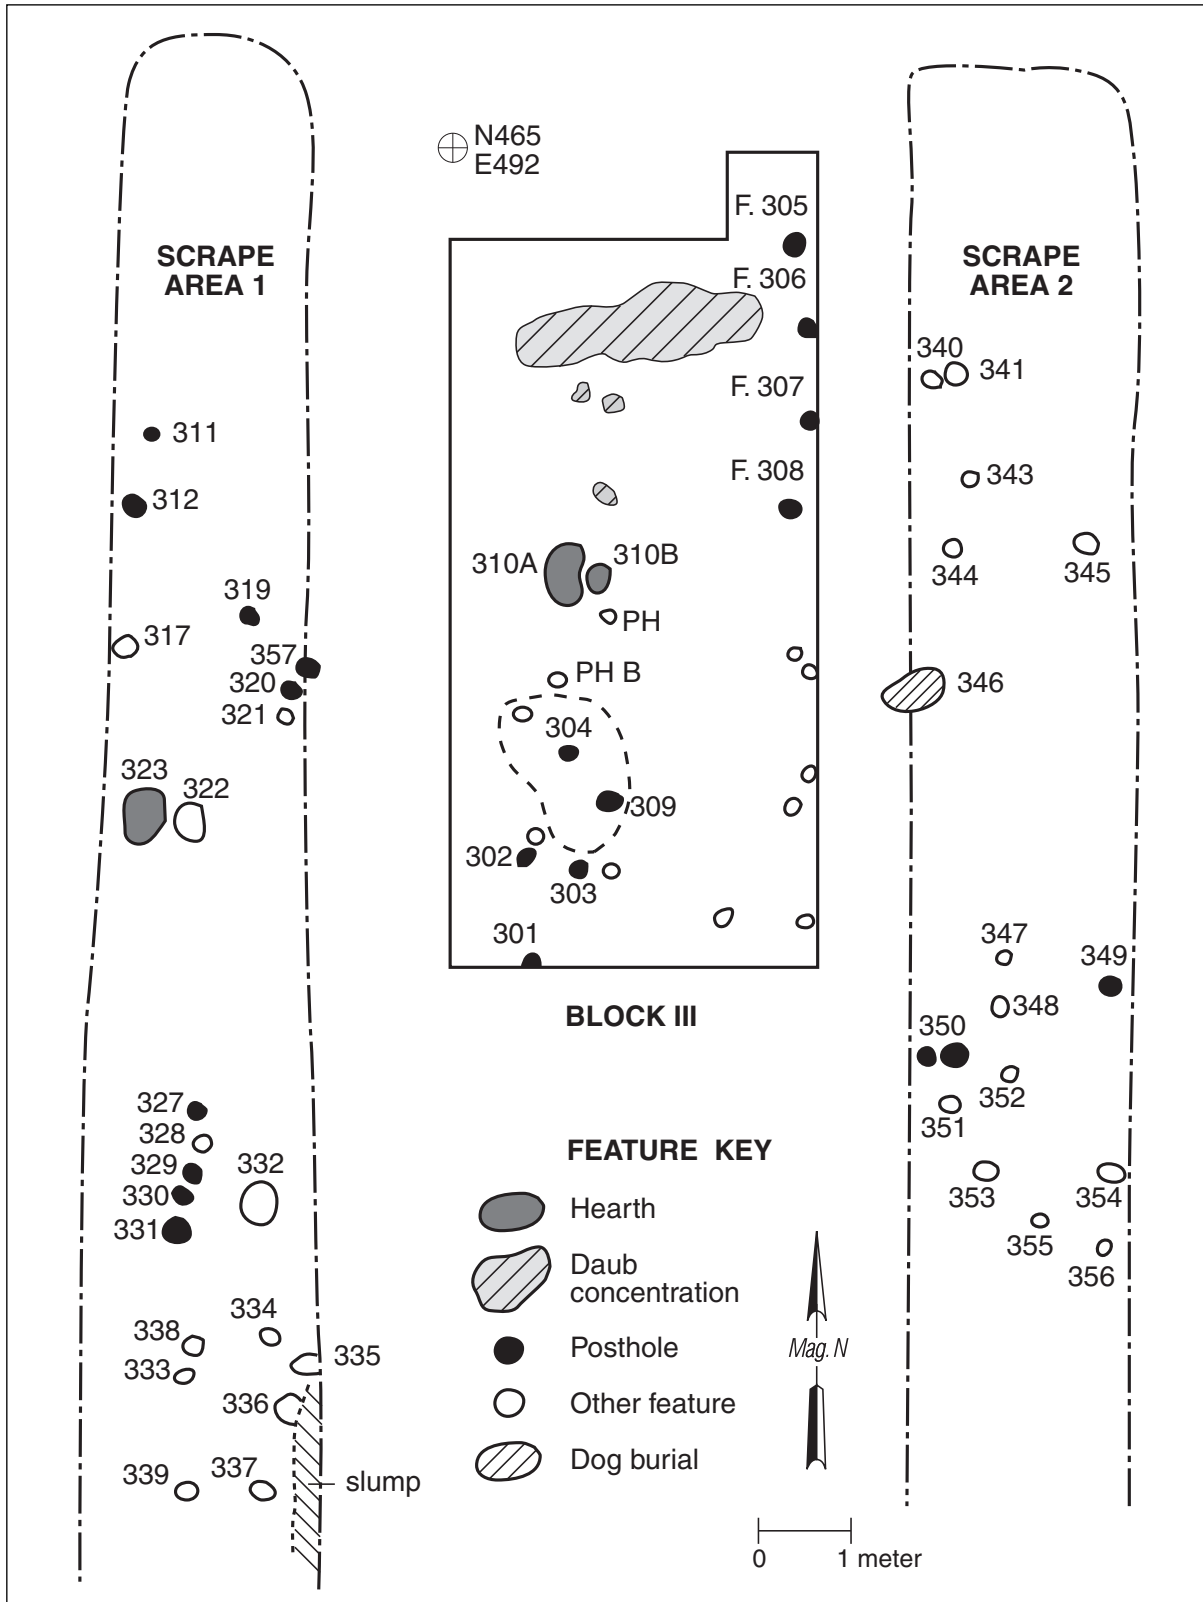 N465
E492
SCRAPE
AREA 1
311
312
319
317
357
320
321
323
322
327
328
329
330
331
332
334
338
333
335
336
339
337
slump
F. 305
F. 306
F. 307
F. 308
310A
310B
PH
PH B
304
309
302
303
301
BLOCK III
SCRAPE
AREA 2
340
341
343
344
345
346
347
349
348
350
352
351
353
354
355
356
FEATURE KEY
Hearth
Daub
concentration
Posthole
Other feature
Dog burial
Mag. N
0 1 meter